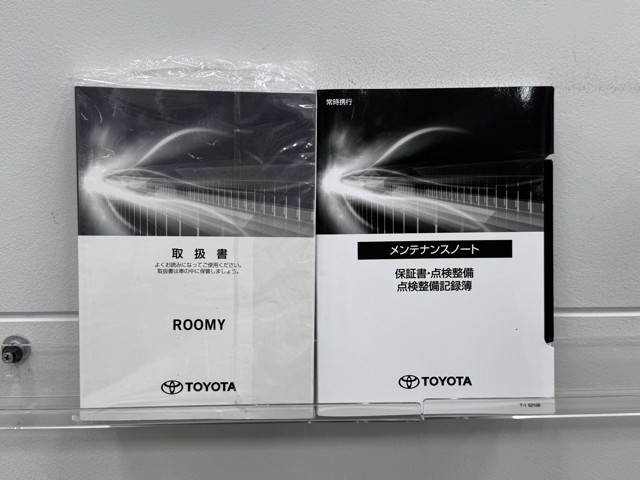 取扱書
よくお読みになってご使用ください。
取扱書は車の中に保管しましょう。
ROOMY
TOYOTA
常時携行
メンテナンスノート
保証書・点検整備
点検整備記録簿
TOYOTA